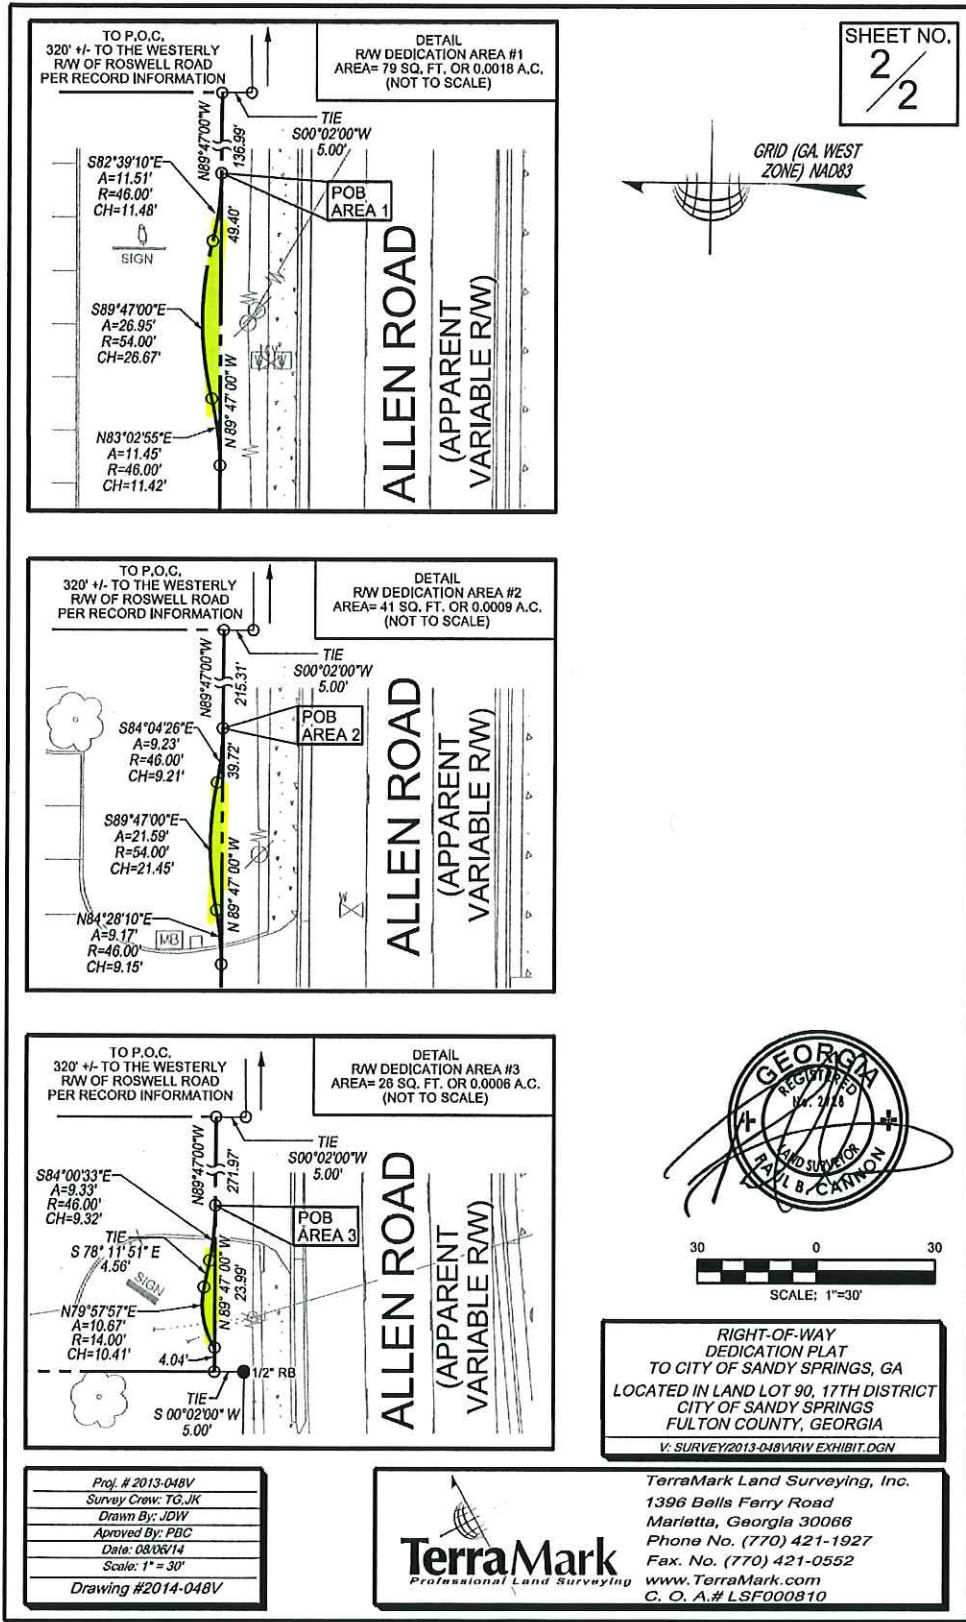 SHEET NO.
2/2
GRID (GA. WEST
ZONE) NAD83
TO P.O.C.
320' +/- TO THE WESTERLY
R/W OF ROSWELL ROAD
PER RECORD INFORMATION
DETAIL
R/W DEDICATION AREA #1
AREA= 79 SQ. FT. OR 0.0018 A.C.
(NOT TO SCALE)
TIE
S00°02'00"W
5.00'
N89°47'00"W
136.99'
S82°39'10"E
A=11.51'
R=46.00'
CH=11.48'
POB
AREA 1
49.40'
SIGN
S89°47'00"E
A=26.95'
R=54.00'
CH=26.67'
N 89° 47' 00" W
N83°02'55"E
A=11.45'
R=46.00'
CH=11.42'
ALLEN ROAD
(APPARENT
VARIABLE R/W)
TO P.O.C.
320' +/- TO THE WESTERLY
R/W OF ROSWELL ROAD
PER RECORD INFORMATION
DETAIL
R/W DEDICATION AREA #2
AREA= 41 SQ. FT. OR 0.0009 A.C.
(NOT TO SCALE)
TIE
S00°02'00"W
5.00'
N89°47'00"W
215.31'
POB
AREA 2
S84°04'26"E
A=9.23'
R=46.00'
CH=9.21'
39.72'
S89°47'00"E
A=21.59'
R=54.00'
CH=21.45'
N 89° 47' 00" W
N84°28'10"E
A=9.17'
R=46.00'
CH=9.15'
MB
W
ALLEN ROAD
(APPARENT
VARIABLE R/W)
TO P.O.C.
320' +/- TO THE WESTERLY
R/W OF ROSWELL ROAD
PER RECORD INFORMATION
DETAIL
R/W DEDICATION AREA #3
AREA= 26 SQ. FT. OR 0.0006 A.C.
(NOT TO SCALE)
TIE
S00°02'00"W
5.00'
N89°47'00"W
271.97'
S84°00'33"E
A=9.33'
R=46.00'
CH=9.32'
POB
AREA 3
TIE
S 78° 11' 51" E
4.56'
N 89° 47' 00" W
23.99'
SIGN
N79°57'57"E
A=10.67'
R=14.00'
CH=10.41'
4.04'
1/2" RB
TIE
S 00°02'00" W
5.00'
ALLEN ROAD
(APPARENT
VARIABLE R/W)
GEORGIA
REGISTERED
No.
LAND SURVEYOR
PAUL B. CANNON
30 0 30
SCALE: 1"=30'
RIGHT-OF-WAY
DEDICATION PLAT
TO CITY OF SANDY SPRINGS, GA
LOCATED IN LAND LOT 90, 17TH DISTRICT
CITY OF SANDY SPRINGS
FULTON COUNTY, GEORGIA
V: SURVEY/2013-048V\R/W EXHIBIT.DGN
Proj. # 2013-048V
Survey Crew: TG,JK
Drawn By: JDW
Aproved By: PBC
Date: 08/06/14
Scale: 1" = 30'
Drawing #2014-048V
TerraMark
Professional Land Surveying
TerraMark Land Surveying, Inc.
1396 Bells Ferry Road
Marietta, Georgia 30066
Phone No. (770) 421-1927
Fax. No. (770) 421-0552
www.TerraMark.com
C. O. A.# LSF000810